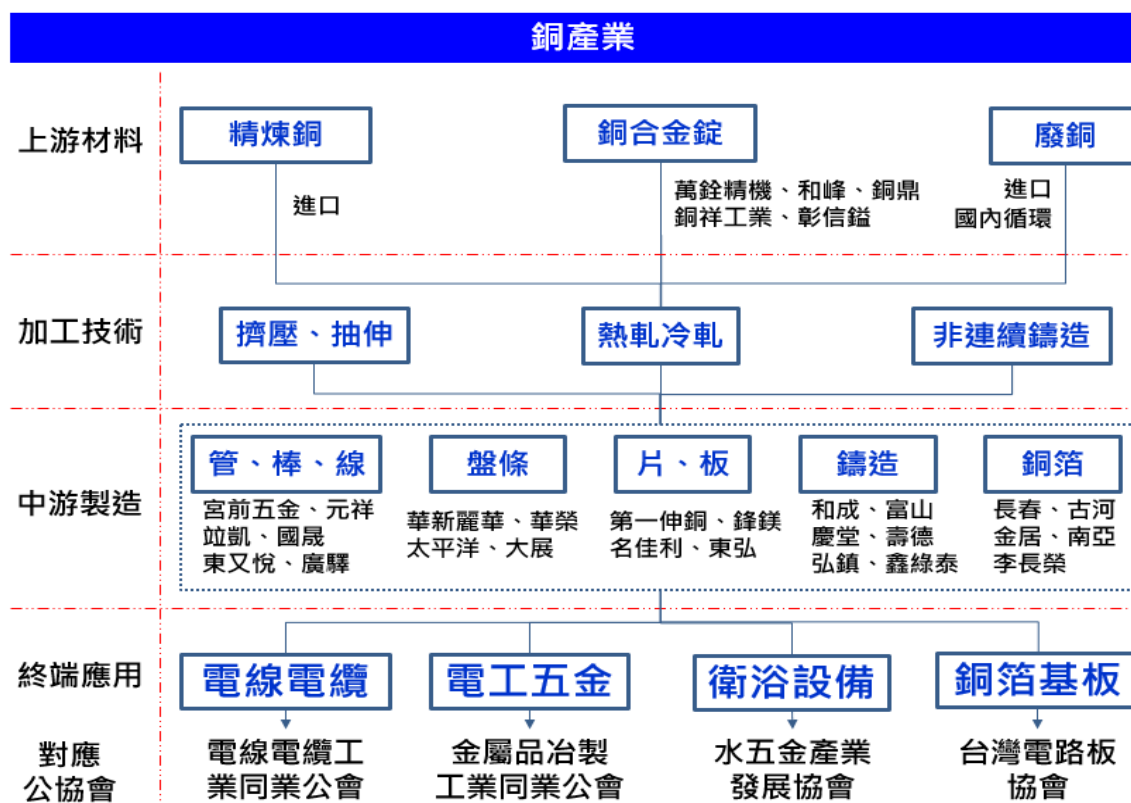 銅產業
上游材料
精煉銅
銅合金錠
廢銅
進口
萬銓精機、和峰、銅鼎
銅祥工業、彰信鎰
進口
國內循環
加工技術
擠壓、抽伸
熱軋冷軋
非連續鑄造
中游製造
管、棒、線
盤條
片、板
鑄造
銅箔
宮前五金、元祥
竝凱、國晟
東又悅、廣驛
華新麗華、華榮
太平洋、大展
第一伸銅、鋒鎂
名佳利、東弘
和成、富山
慶堂、壽德
弘鎮、鑫綠泰
長春、古河
金居、南亞
李長榮
終端應用
電線電纜
電工五金
衛浴設備
銅箔基板
對應
公協會
電線電纜工
業同業公會
金屬品冶製
工業同業公會
水五金產業
發展協會
台灣電路板
協會